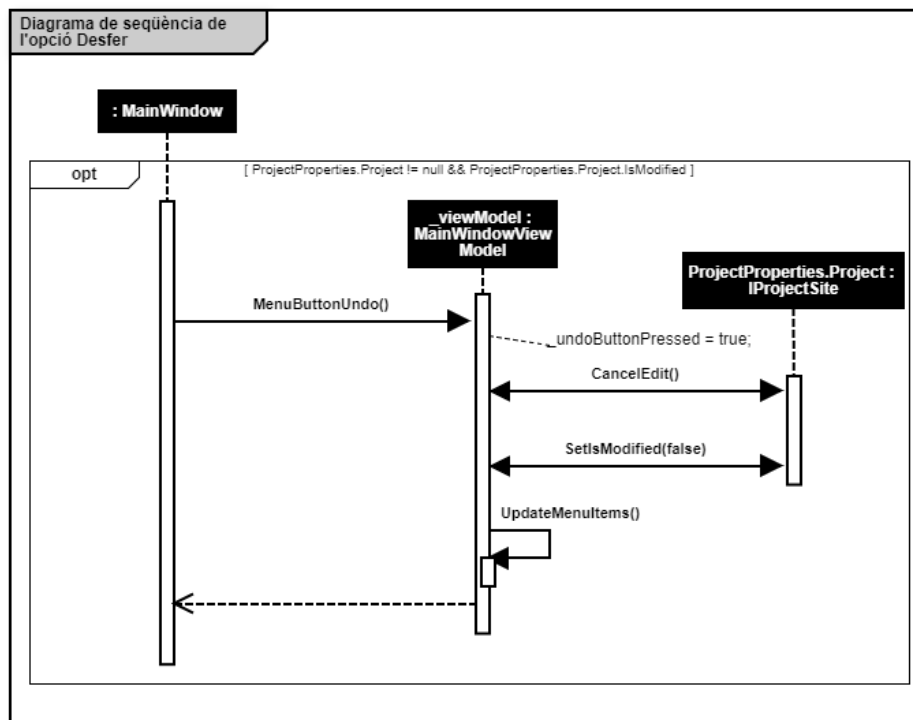 Diagrama de seqüència de
l'opció Desfer
: MainWindow
opt
[ ProjectProperties.Project != null && ProjectProperties.Project.IsModified ]
_viewModel :
MainWindowView
Model
ProjectProperties.Project :
IProjectSite
MenuButtonUndo()
_undoButtonPressed = true;
CancelEdit()
SetIsModified(false)
UpdateMenuItems()